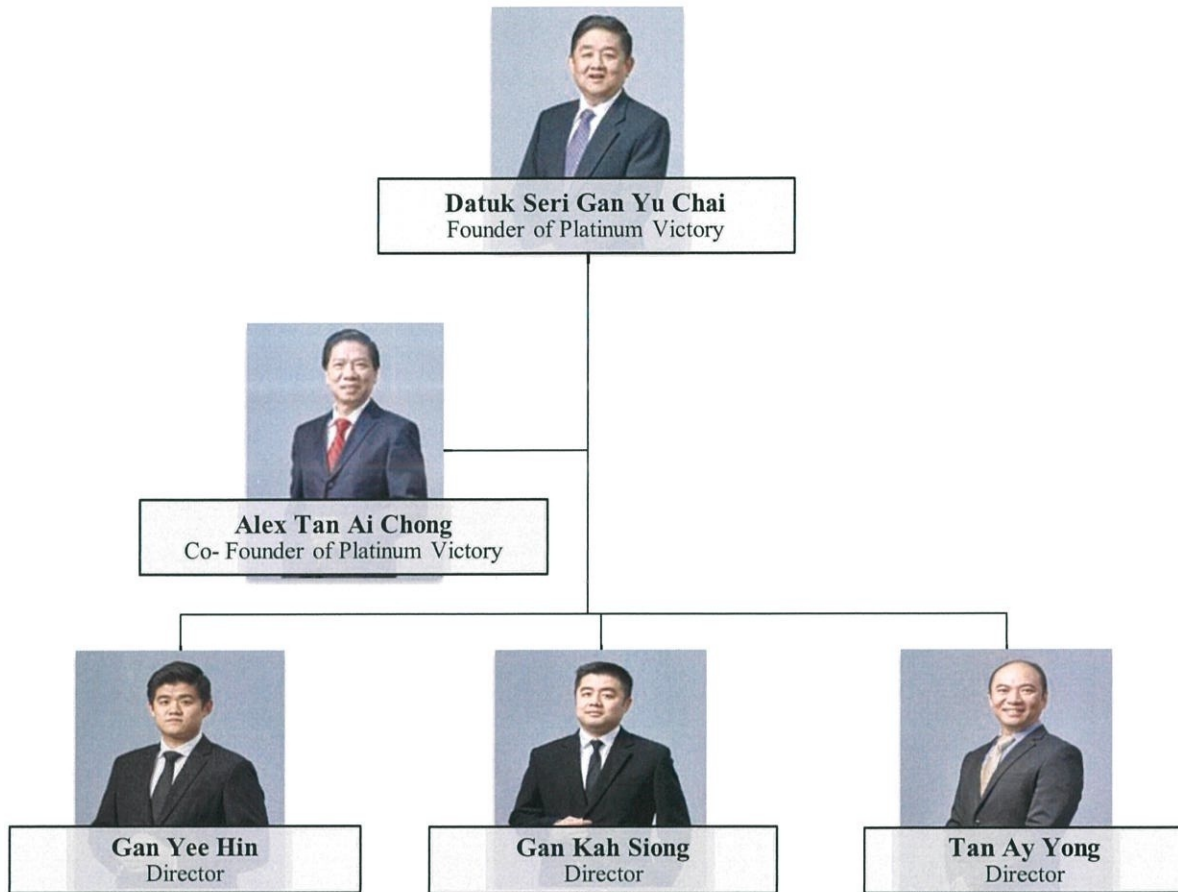 Datuk Seri Gan Yu Chai
Founder of Platinum Victory
Alex Tan Ai Chong
Co- Founder of Platinum Victory
Gan Yee Hin
Director
Gan Kah Siong
Director
Tan Ay Yong
Director